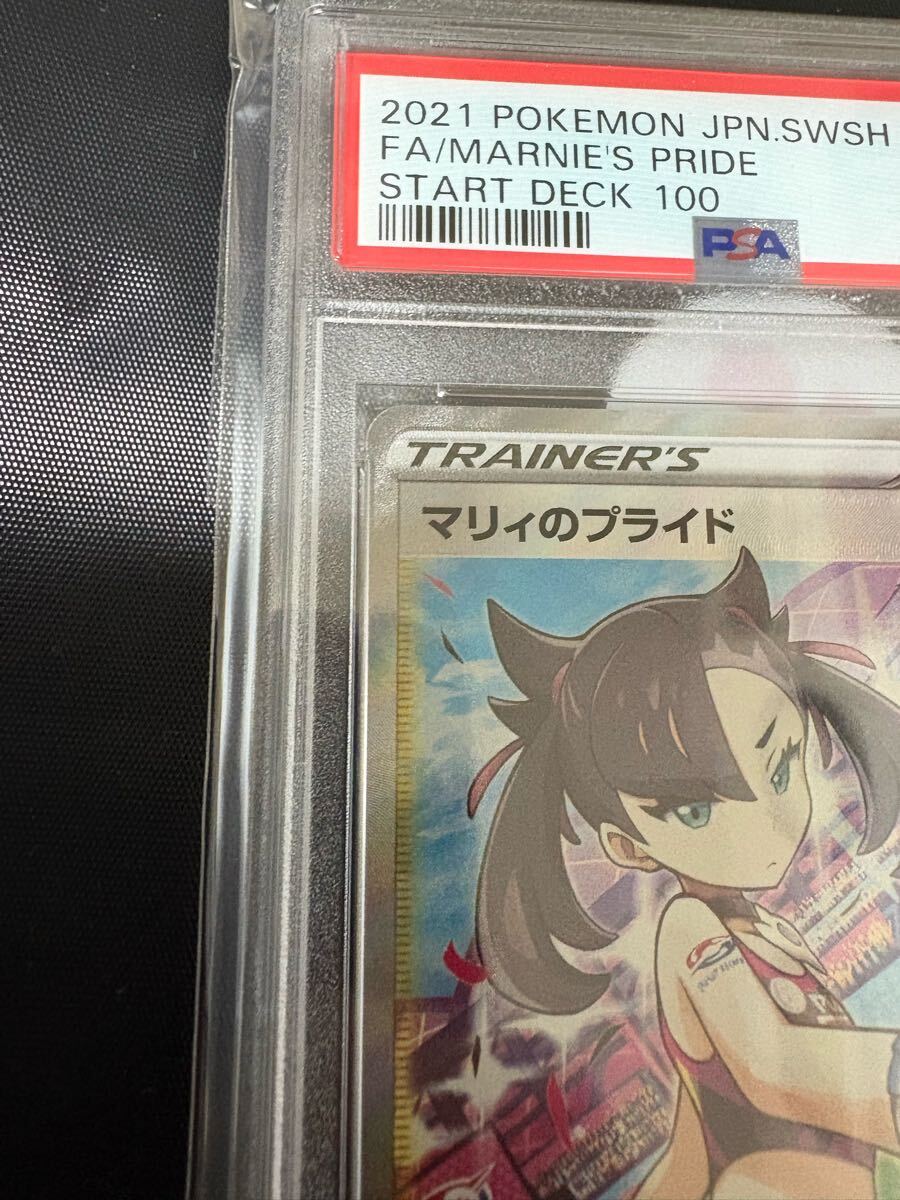 2021 POKEMON JPN.SWSH
FA/MARNIE'S PRIDE
START DECK 100
PSA
TRAINER'S
マリィのプライド